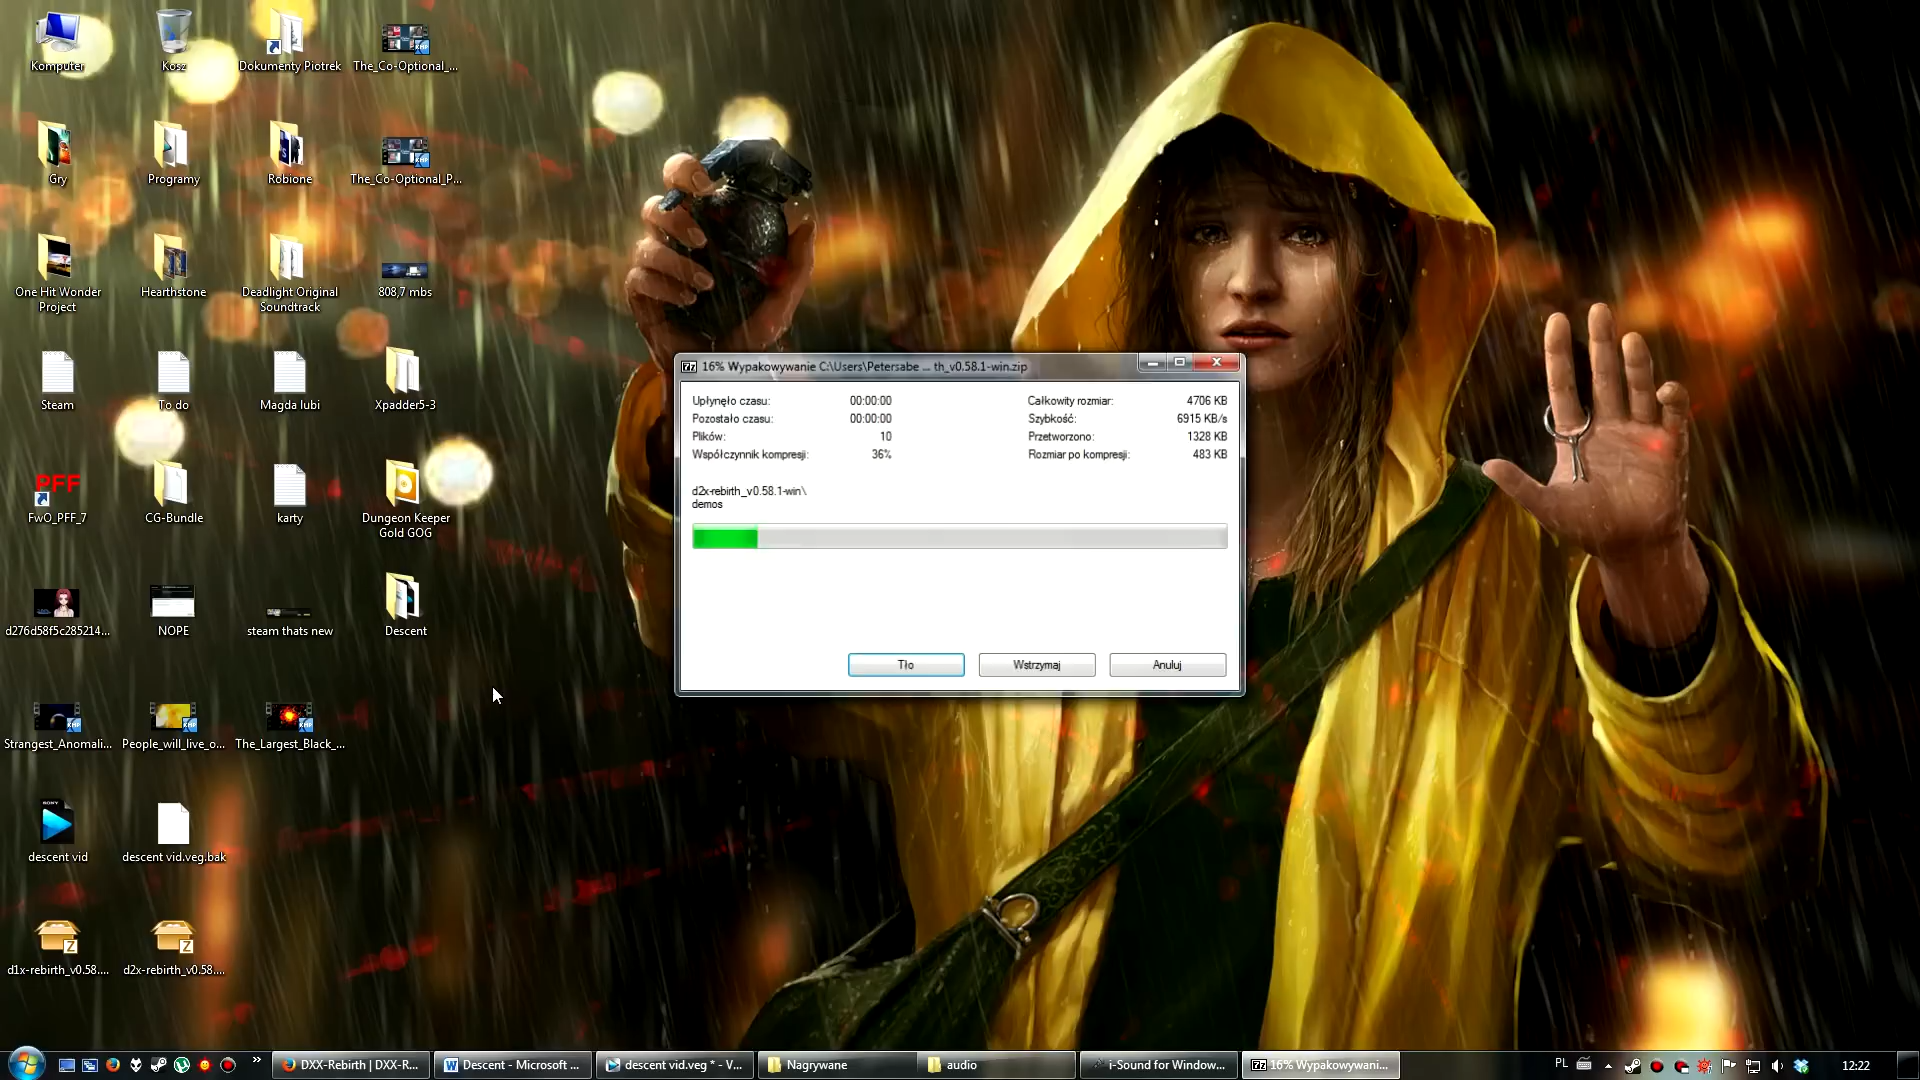 Komputer
Kosz
Dokumenty Piotrek
The_Co-Optional_...
Gry
Programy
Robione
The_Co-Optional_P...
One Hit Wonder
Project
Hearthstone
Deadlight Original
Soundtrack
808,7 mbs
Steam
To do
Magda lubi
Xpadder5-3
PFF
FwO_PFF_7
CG-Bundle
karty
Dungeon Keeper
Gold GOG
d276d58f5c285214...
NOPE
steam thats new
Descent
Strangest_Anomali...
People_will_live_o...
The_Largest_Black_...
descent vid
descent vid.veg.bak
d1x-rebirth_v0.58....
d2x-rebirth_v0.58....
16% Wypakowywanie C:\Users\Petersabe ... th_v0.58.1-win.zip
Upłynęło czasu: 00:00:00
Całkowity rozmiar: 4706 KB
Pozostało czasu: 00:00:00
Szybkość: 6915 KB/s
Plików: 10
Przetworzono: 1328 KB
Współczynnik kompresji: 36%
Rozmiar po kompresji: 483 KB
d2x-rebirth_v0.58.1-win\
demos
Tło
Wstrzymaj
Anuluj
DXX-Rebirth | DXX-R...
Descent - Microsoft ...
descent vid.veg * - V...
Nagrywane
audio
i-Sound for Window...
16% Wypakowywani...
PL
12:22